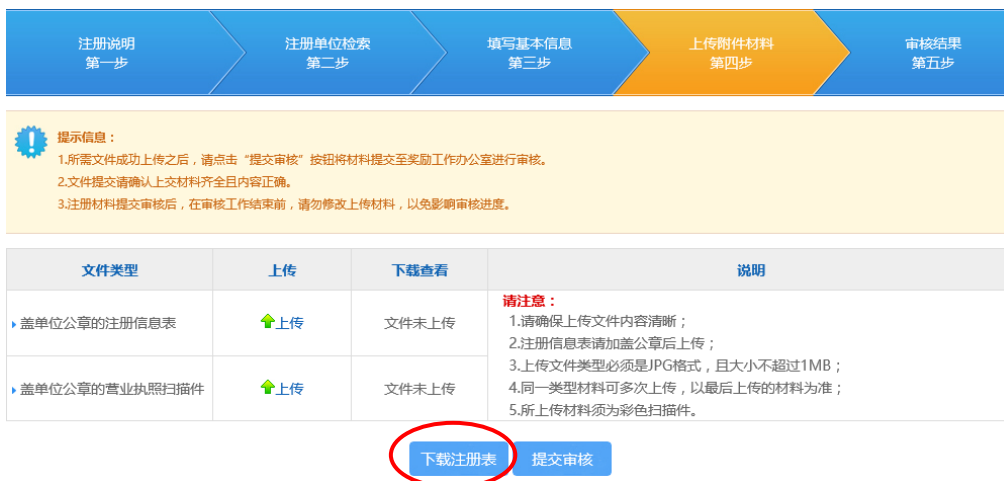 注册说明
第一步
注册单位检索
第二步
填写基本信息
第三步
上传附件材料
第四步
审核结果
第五步
提示信息：
1.所需文件成功上传之后，请点击“提交审核”按钮将材料提交至奖励工作办公室进行审核。
2.文件提交请确认上交材料齐全且内容正确。
3.注册材料提交审核后，在审核工作结束前，请勿修改上传材料，以免影响审核进度。
文件类型
上传
下载查看
说明
盖单位公章的注册信息表
上传
文件未上传
盖单位公章的营业执照扫描件
上传
文件未上传
请注意：
1.请确保上传文件内容清晰；
2.注册信息表请加盖公章后上传；
3.上传文件类型必须是JPG格式，且大小不超过1MB；
4.同一类型材料可多次上传，以最后上传的材料为准；
5.所上传材料须为彩色扫描件。
下载注册表
提交审核